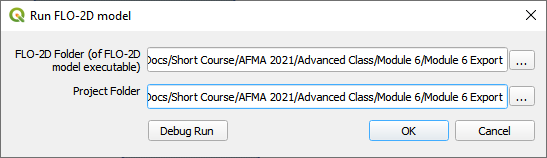 Run FLO-2D model
FLO-2D Folder (of FLO-2D
model executable)
Docs/Short Course/AFMA 2021/Advanced Class/Module 6/Module 6 Export
...
Project Folder
Docs/Short Course/AFMA 2021/Advanced Class/Module 6/Module 6 Export
...
Debug Run
OK
Cancel